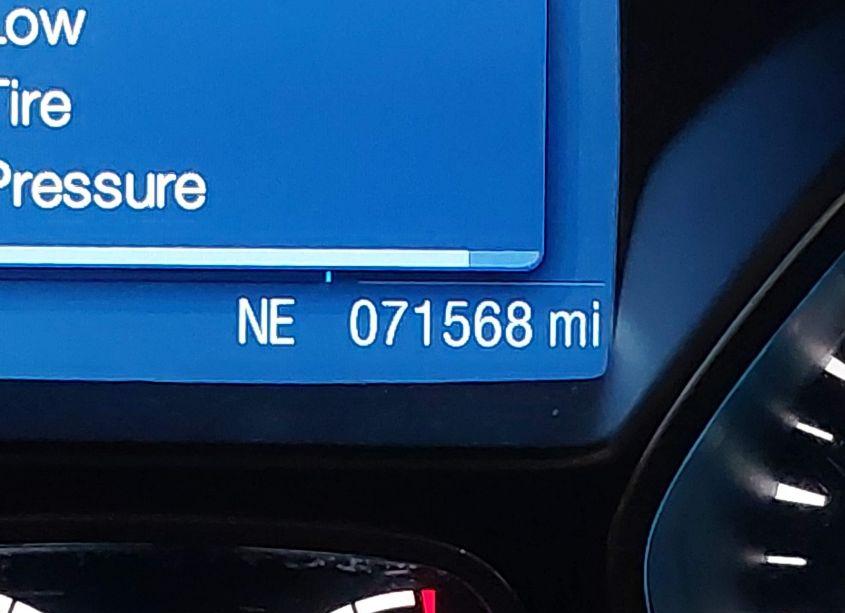 Low
Tire
Pressure
NE 071568 mi